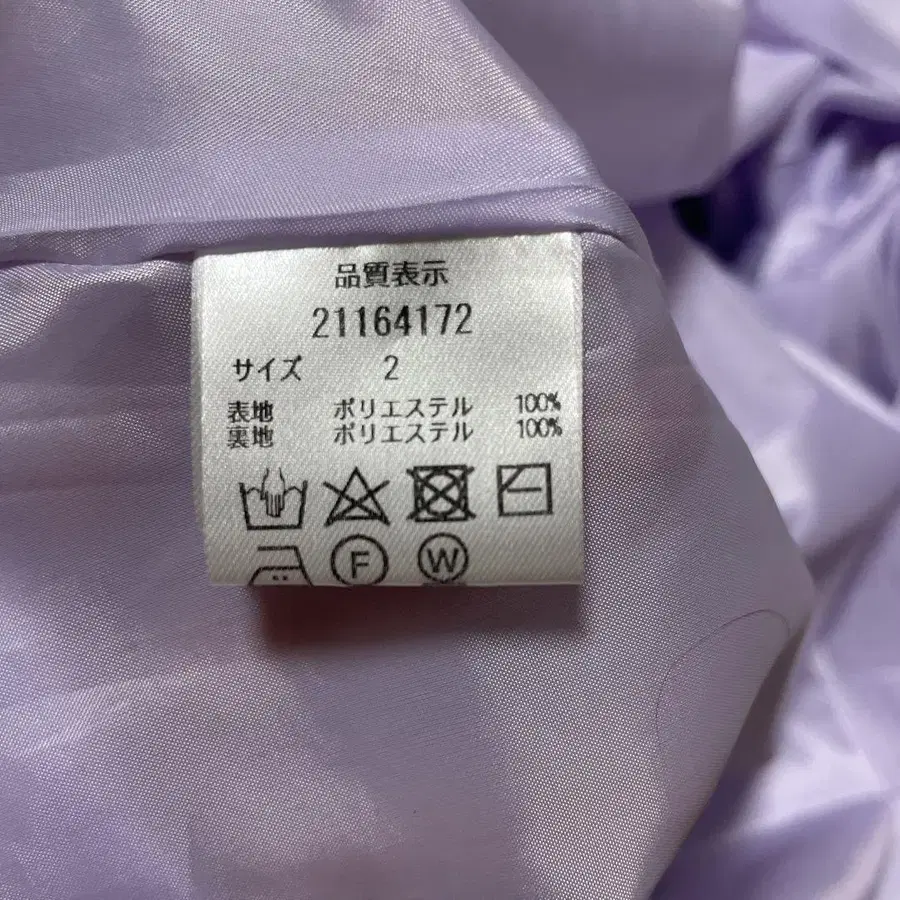 品質表示
21164172
サイズ 2
表地 ポリエステル 100%
裏地 ポリエステル 100%
F W